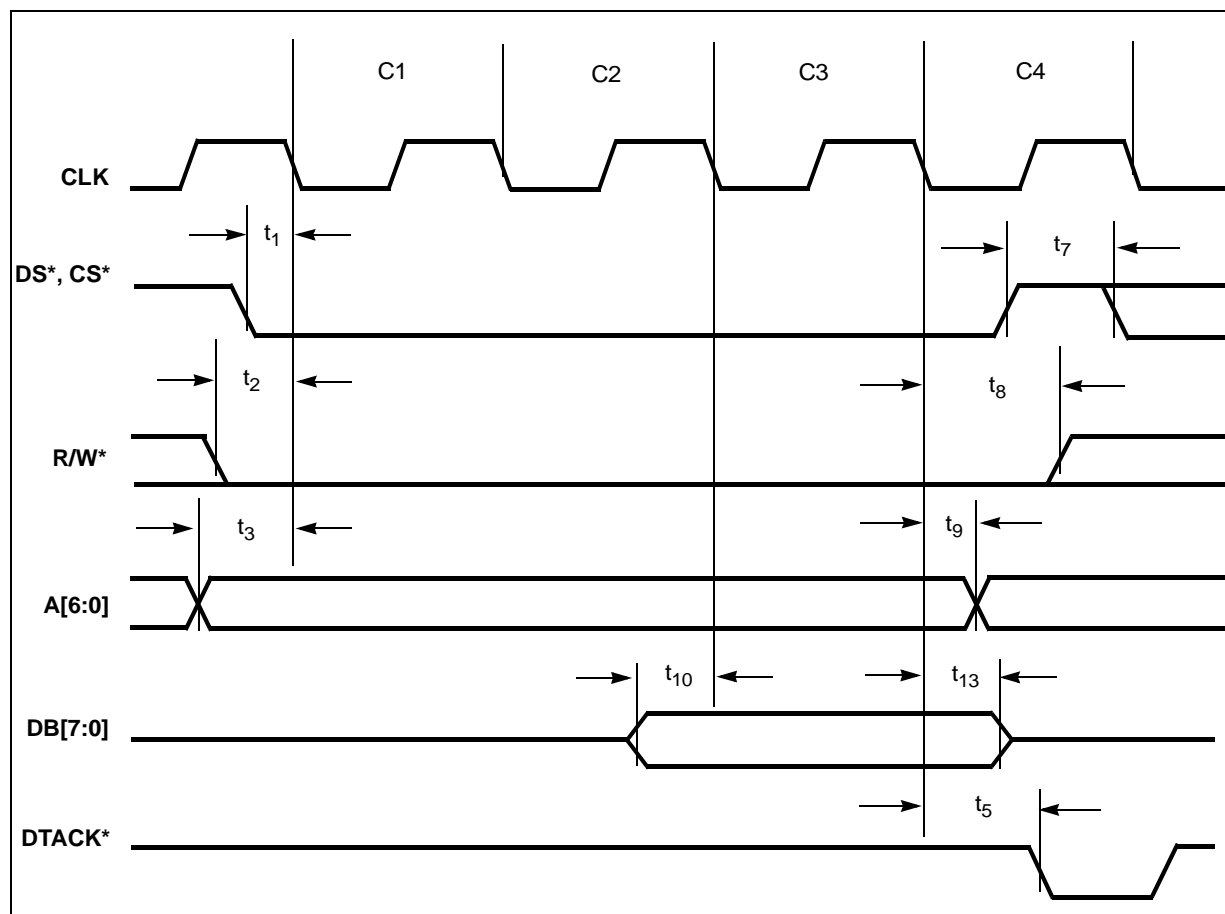 C1 C2 C3 C4
CLK
t1 t7
DS*, CS*
t2 t8
R/W*
t3 t9
A[6:0]
t10 t13
DB[7:0]
t5
DTACK*